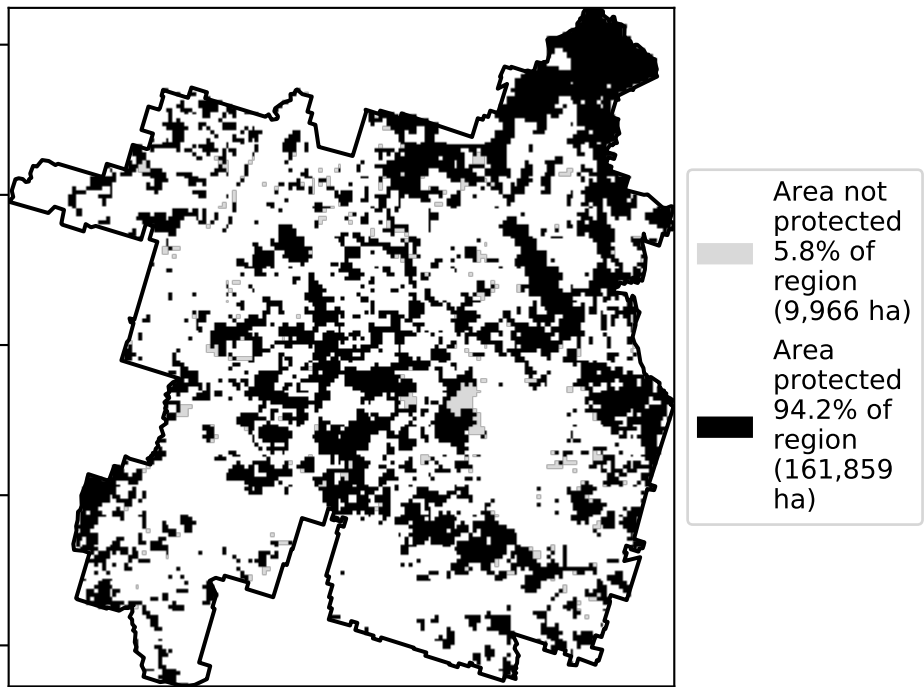 Area not
protected
5.8% of
region
(9,966 ha)
Area
protected
94.2% of
region
(161,859
ha)